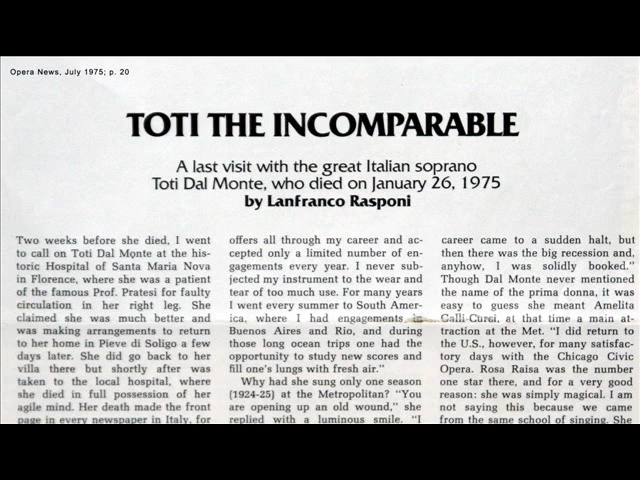 Opera News, July 1975; p. 20
TOTI THE INCOMPARABLE
A last visit with the great Italian soprano
Toti Dal Monte, who died on January 26, 1975
by Lanfranco Rasponi
Two weeks before she died, I went
to call on Toti Dal Monte at the his-
toric Hospital of Santa Maria Nova
in Florence, where she was a patient
of the famous Prof. Pratesi for faulty
circulation in her right leg. She
claimed she was much better and
was making arrangements to return
to her home in Pieve di Soligo a few
days later. She did go back to her
villa there but shortly after was
taken to the local hospital, where
she died in full possession of her
agile mind. Her death made the front
page in every newspaper in Italy, for
offers all through my career and ac-
cepted only a limited number of en-
gagements every year. I never sub-
jected my instrument to the wear and
tear of too much use. For many years
I went every summer to South Amer-
ica, where I had engagements in
Buenos Aires and Rio, and during
those long ocean trips one had the
opportunity to study new scores and
fill one's lungs with fresh air."
Why had she sung only one season
(1924-25) at the Metropolitan? "You
are opening up an old wound," she
replied with a luminous smile. "I
career came to a sudden halt, but
then there was the big recession and,
anyhow, I was solidly booked."
Though Dal Monte never mentioned
the name of the prima donna, it was
easy to guess she meant Amelita
Galli-Curci, at that time a main at-
traction at the Met. "I did return to
the U.S., however, for many satisfac-
tory days with the Chicago Civic
Opera. Rosa Raisa was the number
one star there, and for a very good
reason: she was simply magical. I am
not saying this because we came
from the same school of singing. She